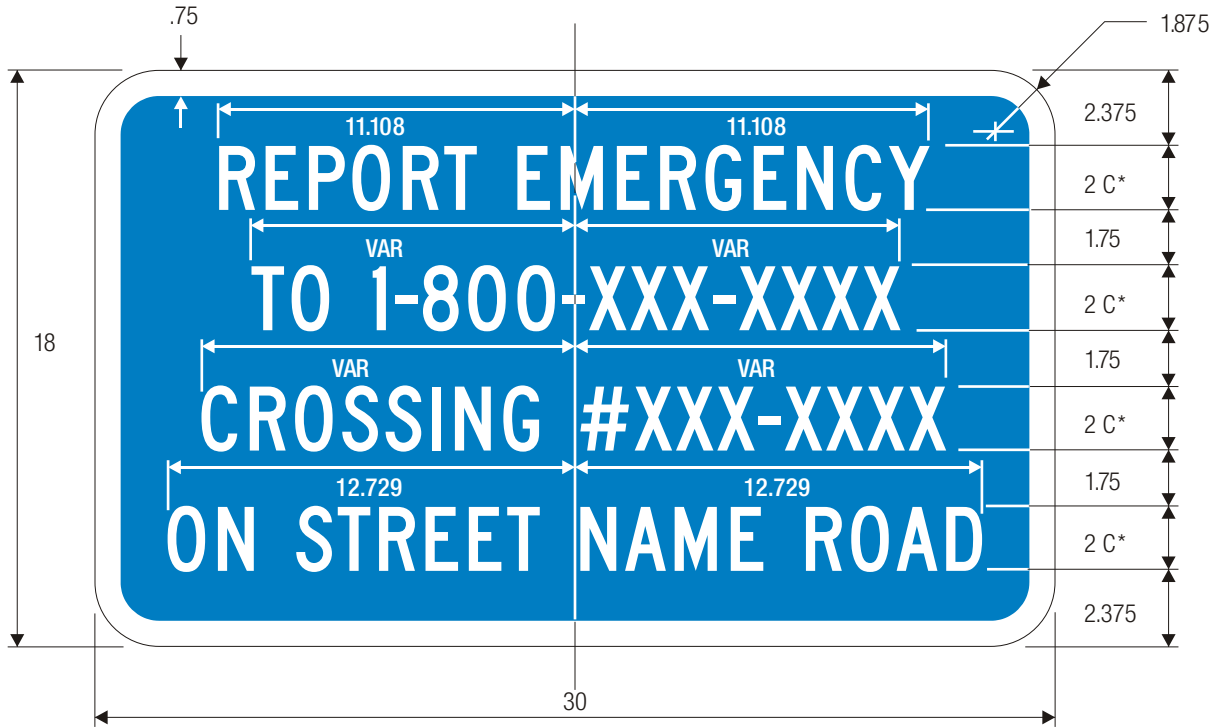 .75
1.875
11.108 11.108
2.375
REPORT EMERGENCY
2 C*
VAR VAR
1.75
TO 1-800-XXX-XXXX
2 C*
18
VAR VAR
1.75
CROSSING #XXX-XXXX
2 C*
12.729 12.729
1.75
ON STREET NAME ROAD
2 C*
2.375
30